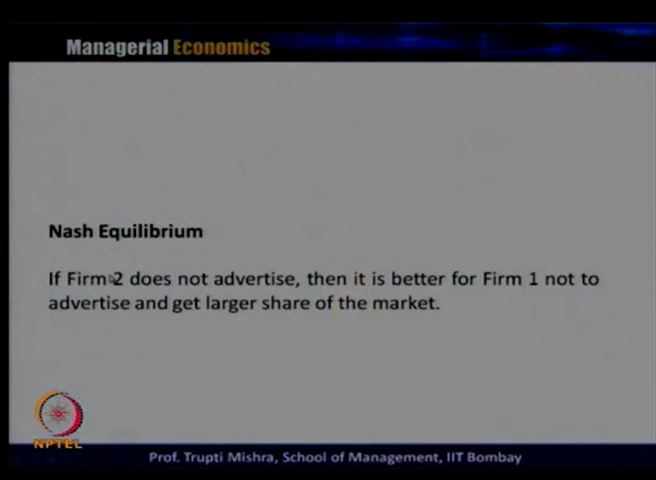 Managerial Economics
Nash Equilibrium
If Firm 2 does not advertise, then it is better for Firm 1 not to
advertise and get larger share of the market.
NPTEL
Prof. Trupti Mishra, School of Management, IIT Bombay